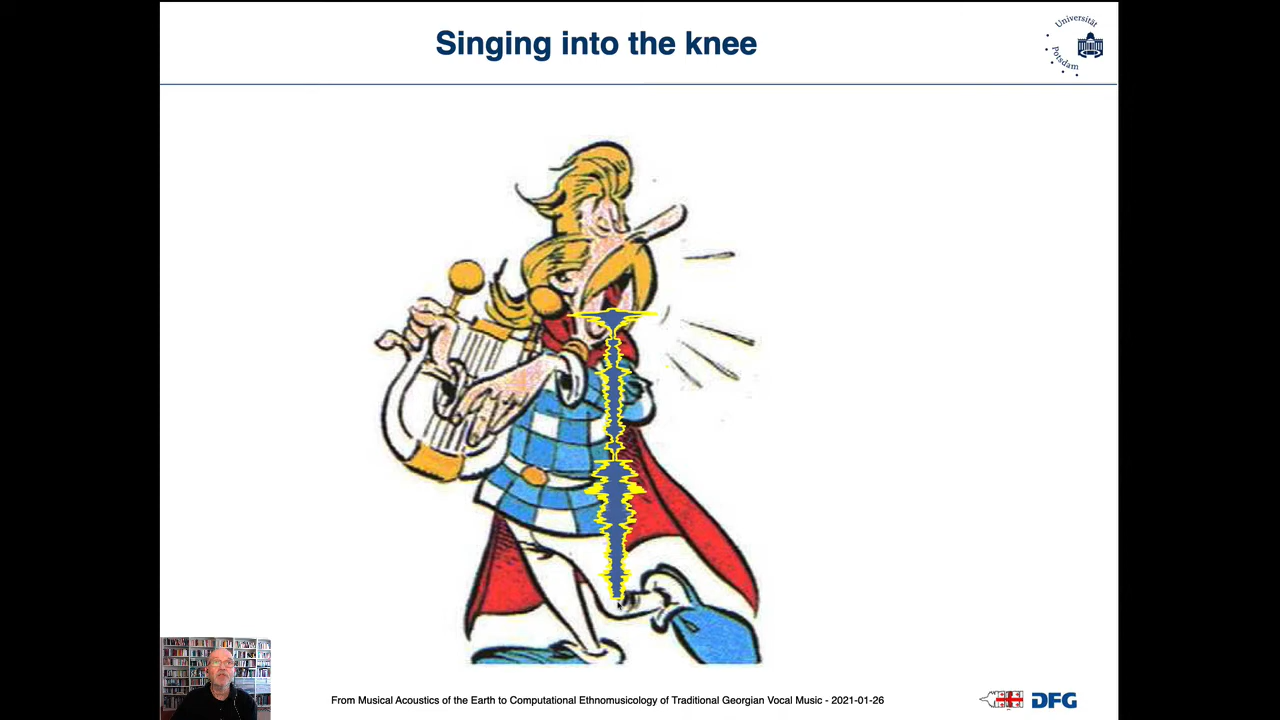 Singing into the knee
Universität
Potsdam
From Musical Acoustics of the Earth to Computational Ethnomusicology of Traditional Georgian Vocal Music - 2021-01-26
DFG